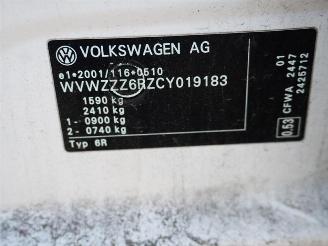 VOLKSWAGEN AG
e1*2001/116*0510
WVWZZZ6RZCY019183
1590 kg
2410 kg
1- 0900 kg
2- 0740 kg
Typ 6R
01
CFWA 2447
2425712
0.53